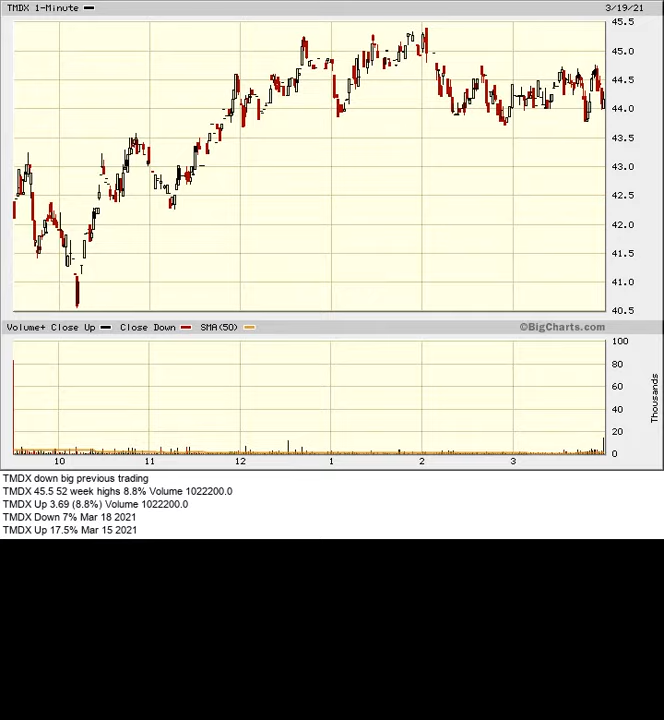 TMDX 1-Minute 3/19/21
45.5
45.0
44.5
44.0
43.5
43.0
42.5
42.0
41.5
41.0
40.5
Volume+ Close Up Close Down SMA(50) ©BigCharts.com
100
80
60
40
20
0
Thousands
10 11 12 1 2 3
TMDX down big previous trading
TMDX 45.5 52 week highs 8.8% Volume 1022200.0
TMDX Up 3.69 (8.8%) Volume 1022200.0
TMDX Down 7% Mar 18 2021
TMDX Up 17.5% Mar 15 2021